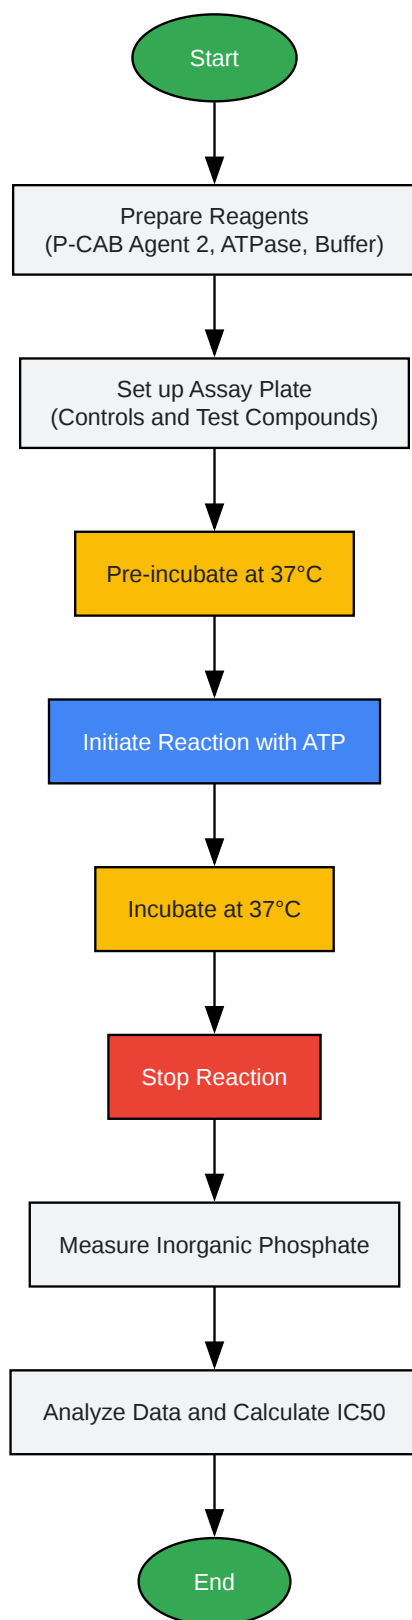 Start
Prepare Reagents
(P-CAB Agent 2, ATPase, Buffer)
Set up Assay Plate
(Controls and Test Compounds)
Pre-incubate at 37°C
Initiate Reaction with ATP
Incubate at 37°C
Stop Reaction
Measure Inorganic Phosphate
Analyze Data and Calculate IC50
End